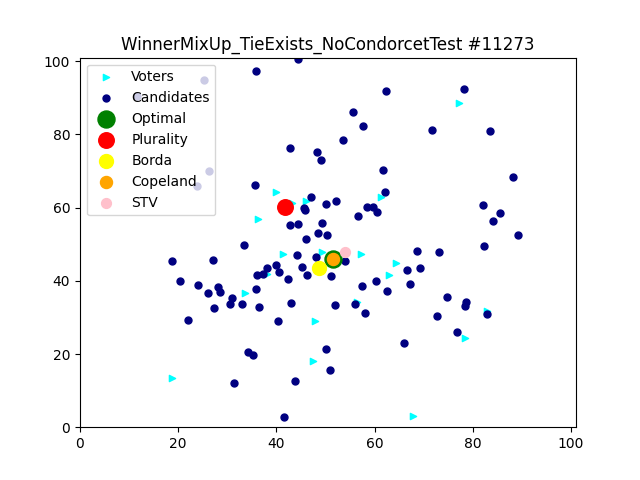 WinnerMixUp_TieExists_NoCondorcetTest #11273
100
80
60
40
20
0
Voters
Candidates
Optimal
Plurality
Borda
Copeland
STV
0 20 40 60 80 100